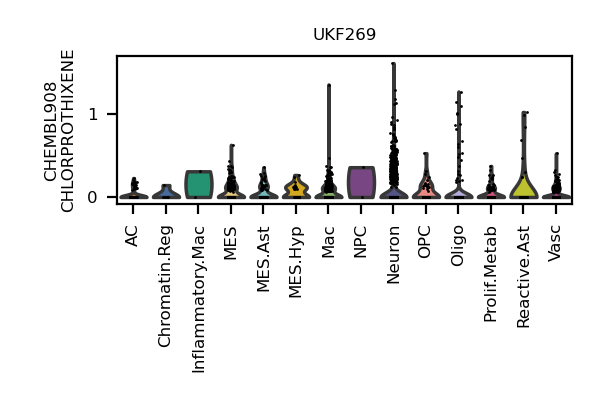 UKF269
CHEMBL908
CHLORPROTHIXENE
1
0
AC
Chromatin.Reg
Inflammatory.Mac
MES
MES.Ast
MES.Hyp
Mac
NPC
Neuron
OPC
Oligo
Prolif.Metab
Reactive.Ast
Vasc